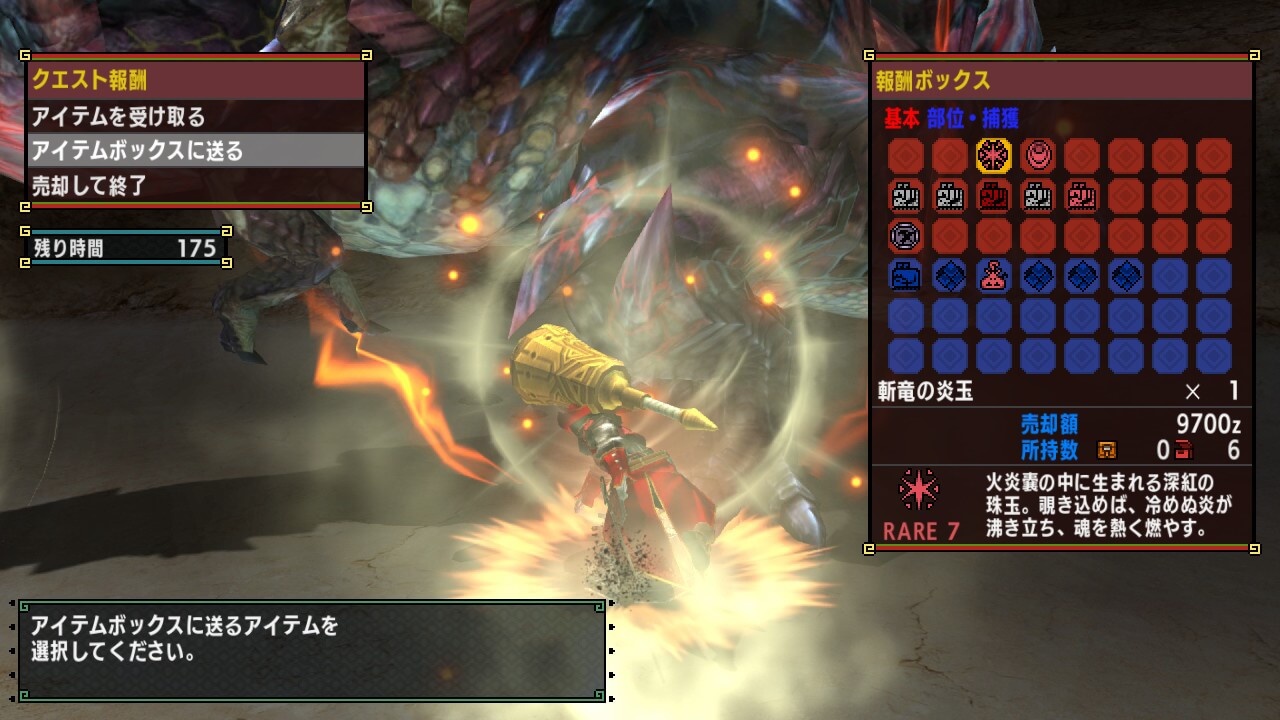 クエスト報酬
アイテムを受け取る
アイテムボックスに送る
売却して終了
残り時間 175
報酬ボックス
基本 部位・捕獲
斬竜の炎玉 × 1
売却額 9700z
所持数 0 6
火炎嚢の中に生まれる深紅の
珠玉。覗き込めば、冷めぬ炎が
沸き立ち、魂を熱く燃やす。
RARE 7
アイテムボックスに送るアイテムを
選択してください。